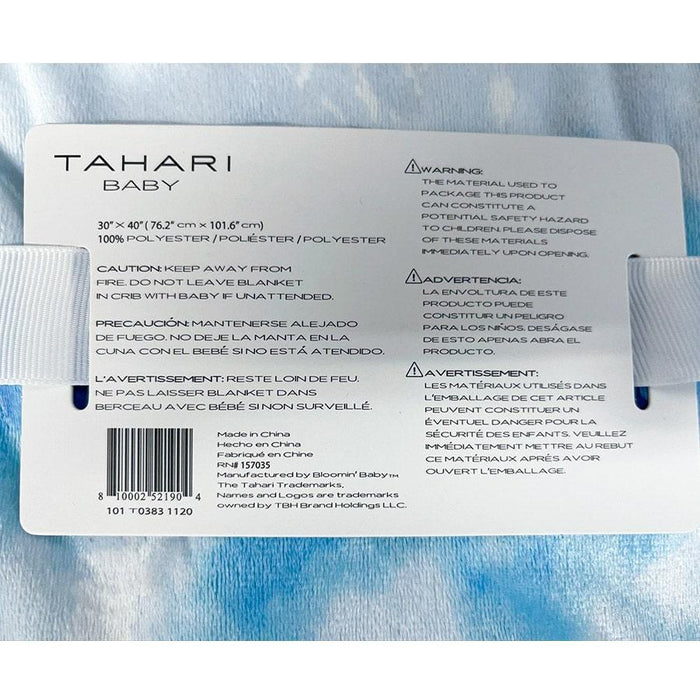 TAHARI
BABY
30" X 40" (76.2" cm x 101.6" cm)
100% POLYESTER / POLIÉSTER / POLYESTER
CAUTION: KEEP AWAY FROM
FIRE. DO NOT LEAVE BLANKET
IN CRIB WITH BABY IF UNATTENDED.
PRECAUCIÓN: MANTENERSE ALEJADO
DE FUEGO. NO DEJE LA MANTA EN LA
CUNA CON EL BEBÉ SI NO ESTÁ ATENDIDO.
L'AVERTISSEMENT: RESTE LOIN DE FEU.
NE PAS LAISSER BLANKET DANS
BERCEAU AVEC BÉBÉ SI NON SURVEILLÉ.
8 10002 52190 4
101 T0383 1120
Made in China
Hecho en China
Fabriqué en Chine
RN# 157035
Manufactured by Bloomin' Baby™
The Tahari Trademarks,
Names and Logos are trademarks
owned by TBH Brand Holdings LLC.
WARNING:
THE MATERIAL USED TO
PACKAGE THIS PRODUCT
CAN CONSTITUTE A
POTENTIAL SAFETY HAZARD
TO CHILDREN. PLEASE DISPOSE
OF THESE MATERIALS
IMMEDIATELY UPON OPENING.
ADVERTENCIA:
LA ENVOLTURA DE ESTE
PRODUCTO PUEDE
CONSTITUIR UN PELIGRO
PARA LOS NIÑOS. DESÁGASE
DE ESTO APENAS ABRA EL
PRODUCTO.
AVERTISSEMENT:
LES MATÉRIAUX UTILISÉS DANS
L'EMBALLAGE DE CET ARTICLE
PEUVENT CONSTITUER UN
ÉVENTUEL DANGER POUR LA
SÉCURITÉ DES ENFANTS. VEUILLEZ
IMMÉDIATEMENT METTRE AU REBUT
CE MATÉRIAUX APRÉS AVOIR
OUVERT L'EMBALLAGE.